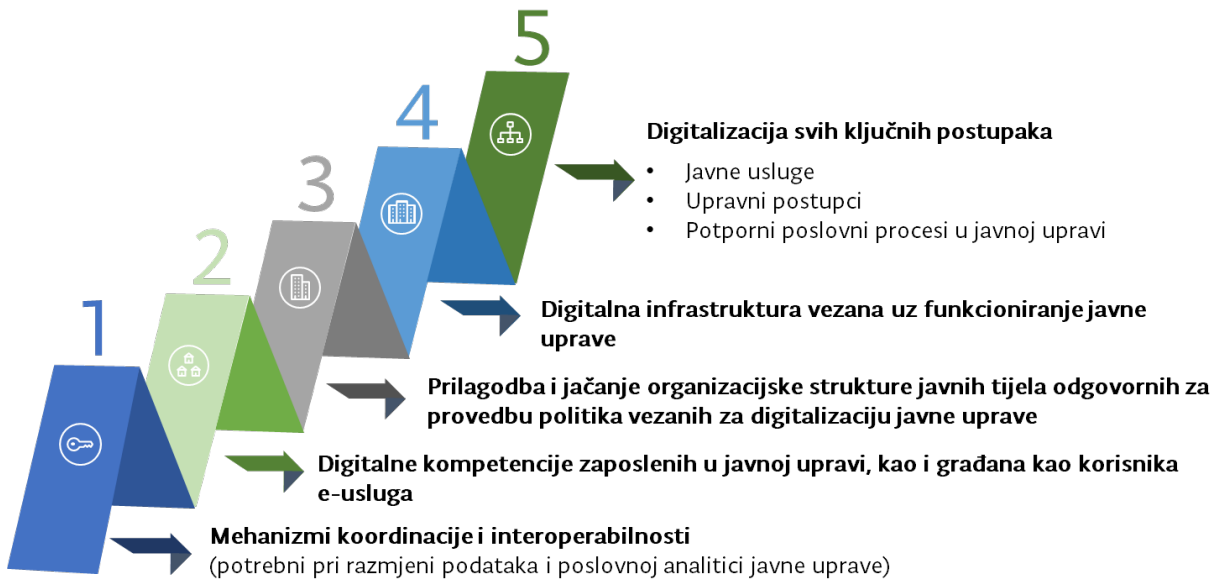 5
Digitalizacija svih ključnih postupaka
• Javne usluge
• Upravni postupci
• Potporni poslovni procesi u javnoj upravi
4
Digitalna infrastruktura vezana uz funkcioniranje javne
uprave
3
Prilagodba i jačanje organizacijske strukture javnih tijela odgovornih za
provedbu politika vezanih za digitalizaciju javne uprave
2
Digitalne kompetencije zaposlenih u javnoj upravi, kao i građana kao korisnika
e-usluga
1
Mehanizmi koordinacije i interoperabilnosti
(potrebni pri razmjeni podataka i poslovnoj analitici javne uprave)